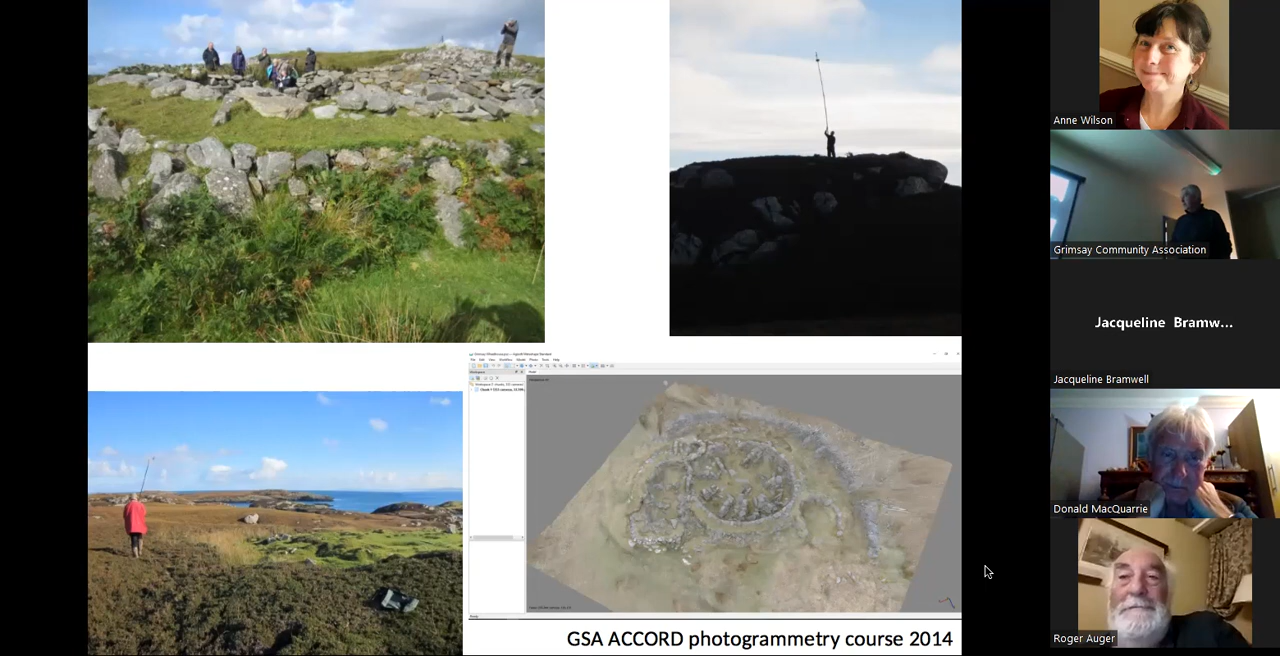 Anne Wilson
Grimsay Community Association
Jacqueline Bramw...
Jacqueline Bramwell
Donald MacQuarrie
Roger Auger
GSA ACCORD photogrammetry course 2014